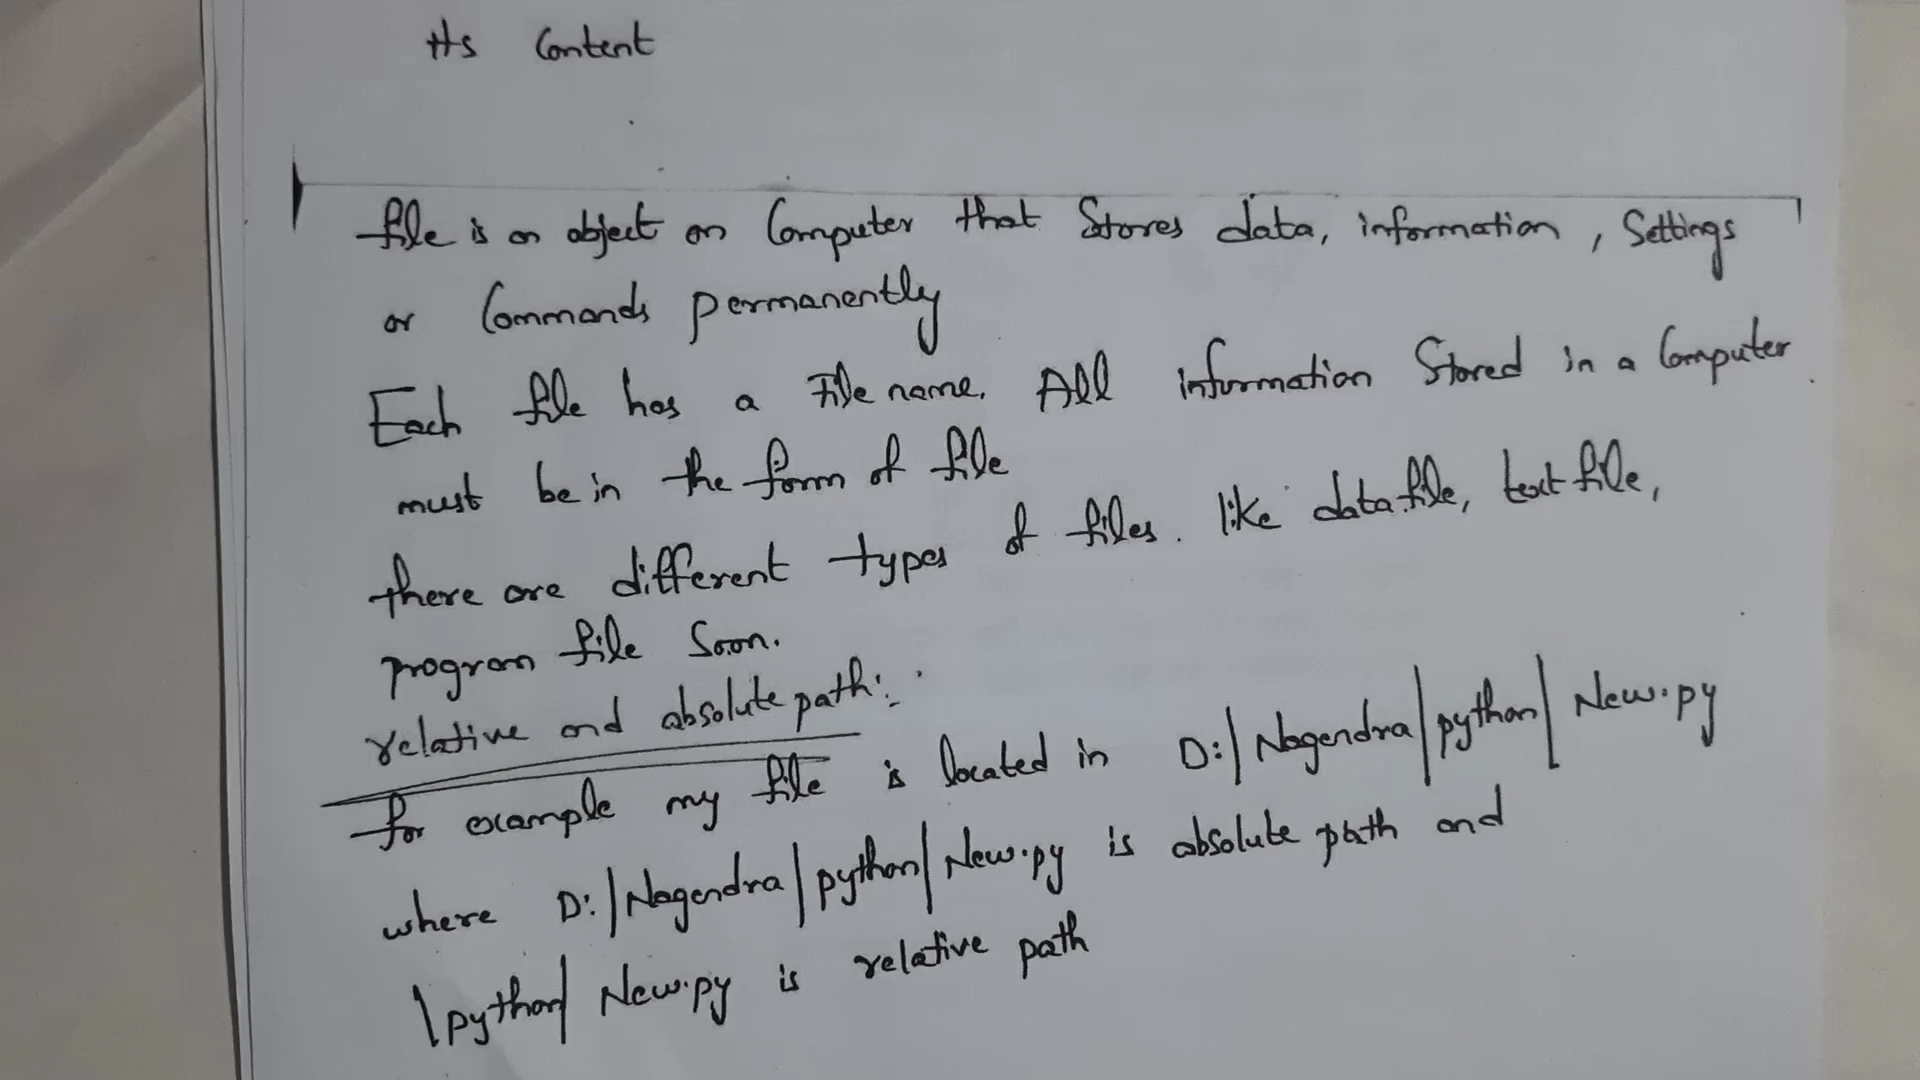 Its Content
file is an object on Computer that Stores data, information, Settings
or Commands permanently
Each file has a File name. All information Stored in a Computer
must be in the form of file
there are different types of files. like data file, text file,
program file Soon.
relative and absolute path:-
for example my file is located in D:/Nagendra/python/New.py
where D:/Nagendra/python/New.py is absolute path and
\python/New.py is relative path